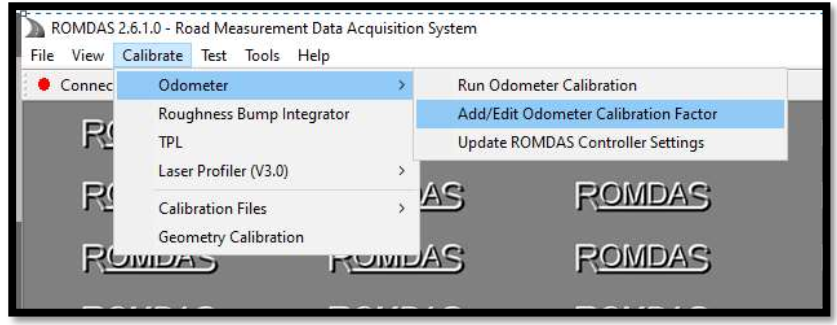 ROMDAS 2.6.1.0 - Road Measurement Data Acquisition System
File View Calibrate Test Tools Help
Connec
Odometer
Run Odometer Calibration
Roughness Bump Integrator
Add/Edit Odometer Calibration Factor
TPL
Update ROMDAS Controller Settings
Laser Profiler (V3.0)
Calibration Files
Geometry Calibration
RO
RO AS ROMDAS
ROMDAS ROMDAS ROMDAS